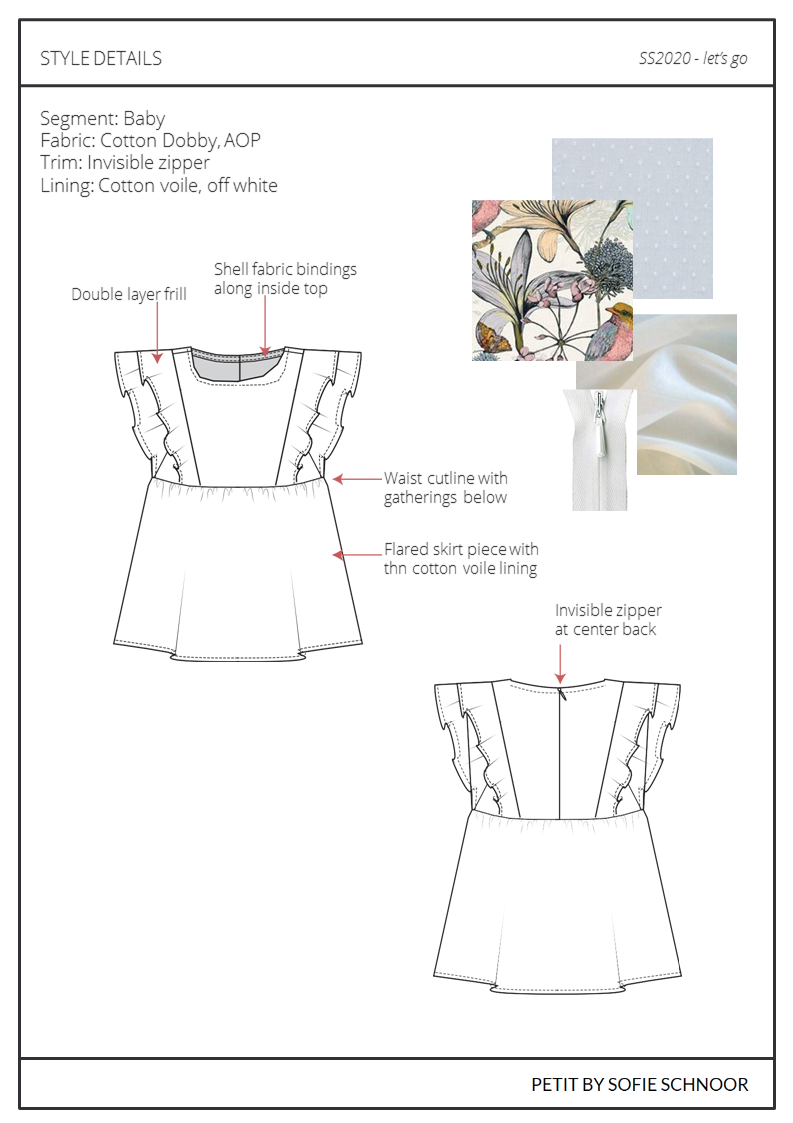 STYLE DETAILS
SS2020 - let's go
Segment: Baby
Fabric: Cotton Dobby, AOP
Trim: Invisible zipper
Lining: Cotton voile, off white
Double layer frill
Shell fabric bindings
along inside top
Waist cutline with
gatherings below
Flared skirt piece with
thn cotton voile lining
Invisible zipper
at center back
PETIT BY SOFIE SCHNOOR